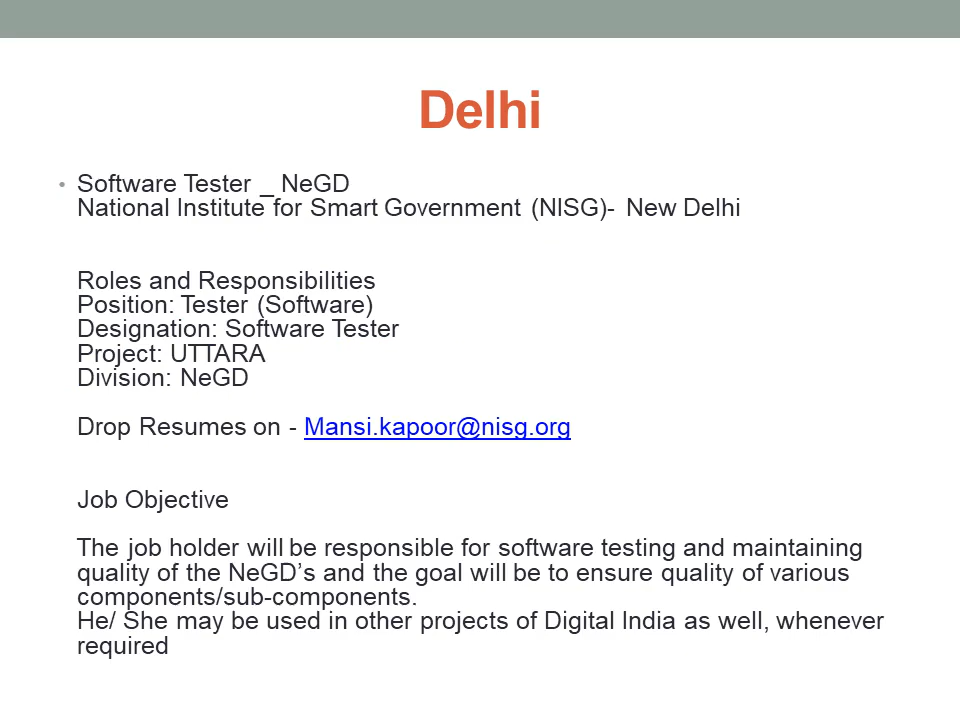 Delhi
• Software Tester _ NeGD
National Institute for Smart Government (NISG)- New Delhi
Roles and Responsibilities
Position: Tester (Software)
Designation: Software Tester
Project: UTTARA
Division: NeGD
Drop Resumes on - Mansi.kapoor@nisg.org
Job Objective
The job holder will be responsible for software testing and maintaining
quality of the NeGD’s and the goal will be to ensure quality of various
components/sub-components.
He/ She may be used in other projects of Digital India as well, whenever
required